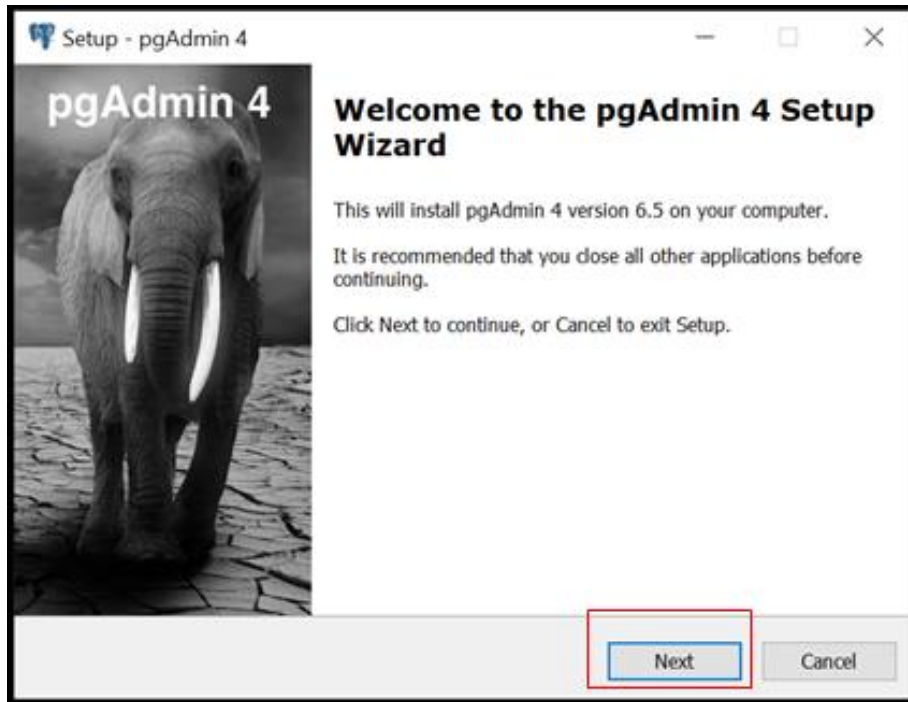 Setup - pgAdmin 4
pgAdmin 4
Welcome to the pgAdmin 4 Setup
Wizard
This will install pgAdmin 4 version 6.5 on your computer.
It is recommended that you close all other applications before
continuing.
Click Next to continue, or Cancel to exit Setup.
Next
Cancel